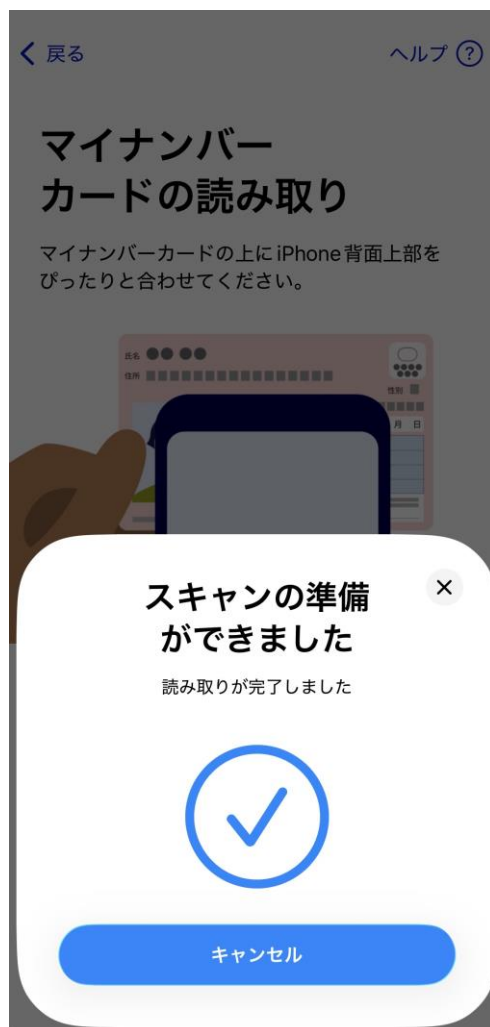 戻る
ヘルプ ?
マイナンバー
カードの読み取り
マイナンバーカードの上にiPhone背面上部を
ぴったりと合わせてください。
氏名
住所
性別
月 日
スキャンの準備
ができました
読み取りが完了しました
キャンセル